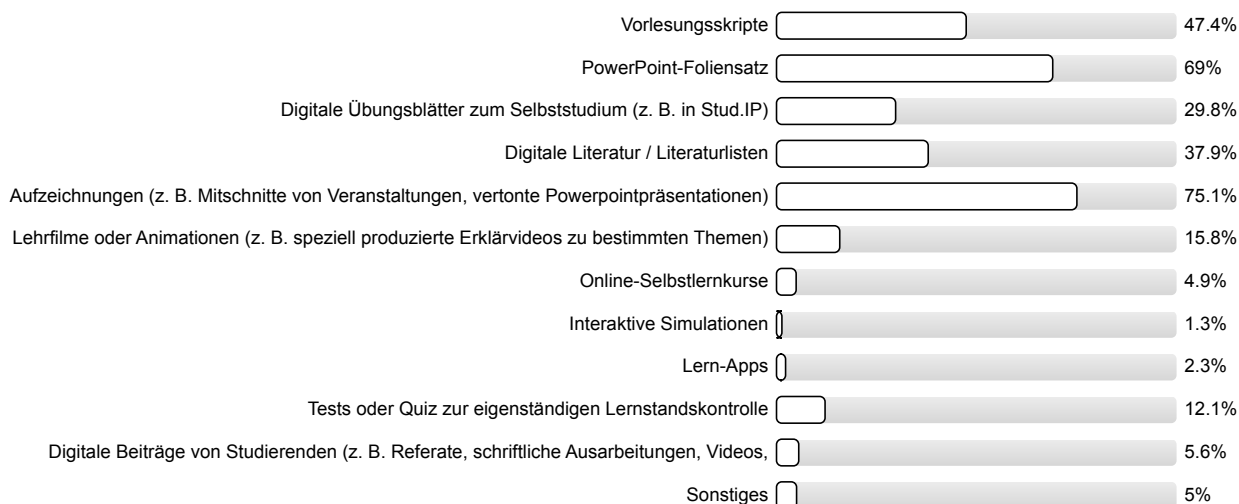 Vorlesungsskripte 47.4%
PowerPoint-Foliensatz 69%
Digitale Übungsblätter zum Selbststudium (z. B. in Stud.IP) 29.8%
Digitale Literatur / Literaturlisten 37.9%
Aufzeichnungen (z. B. Mitschnitte von Veranstaltungen, vertonte Powerpointpräsentationen) 75.1%
Lehrfilme oder Animationen (z. B. speziell produzierte Erklärvideos zu bestimmten Themen) 15.8%
Online-Selbstlernkurse 4.9%
Interaktive Simulationen 1.3%
Lern-Apps 2.3%
Tests oder Quiz zur eigenständigen Lernstandskontrolle 12.1%
Digitale Beiträge von Studierenden (z. B. Referate, schriftliche Ausarbeitungen, Videos, 5.6%
Sonstiges 5%